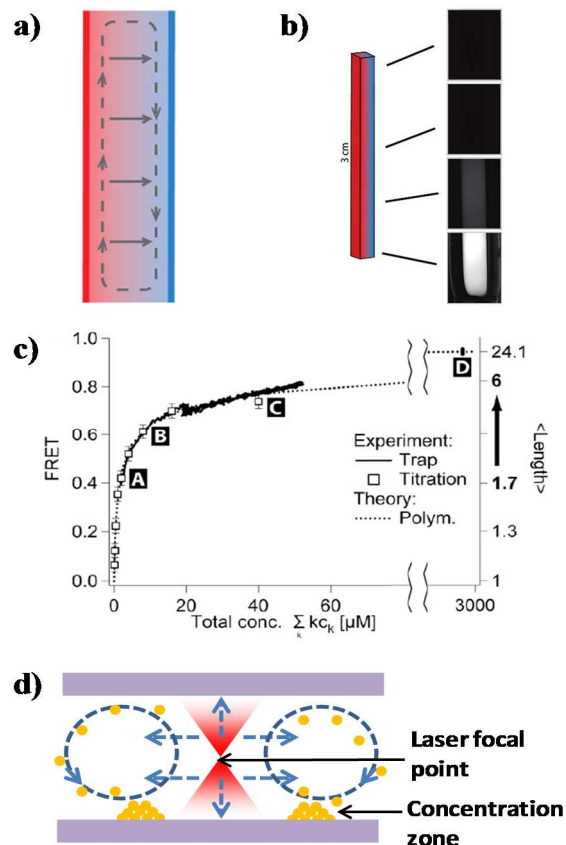 a)
b)
3 cm
c)
1.0
0.8
0.6
0.4
0.2
0.0
FRET
A
B
C
D
24.1
6
1.7
1.3
1
<Length>
Experiment:
Trap
Titration
Theory:
Polym.
0
20
40
60
3000
Total conc. Σ kcₖ [µM]
k
d)
Laser focal
point
Concentration
zone